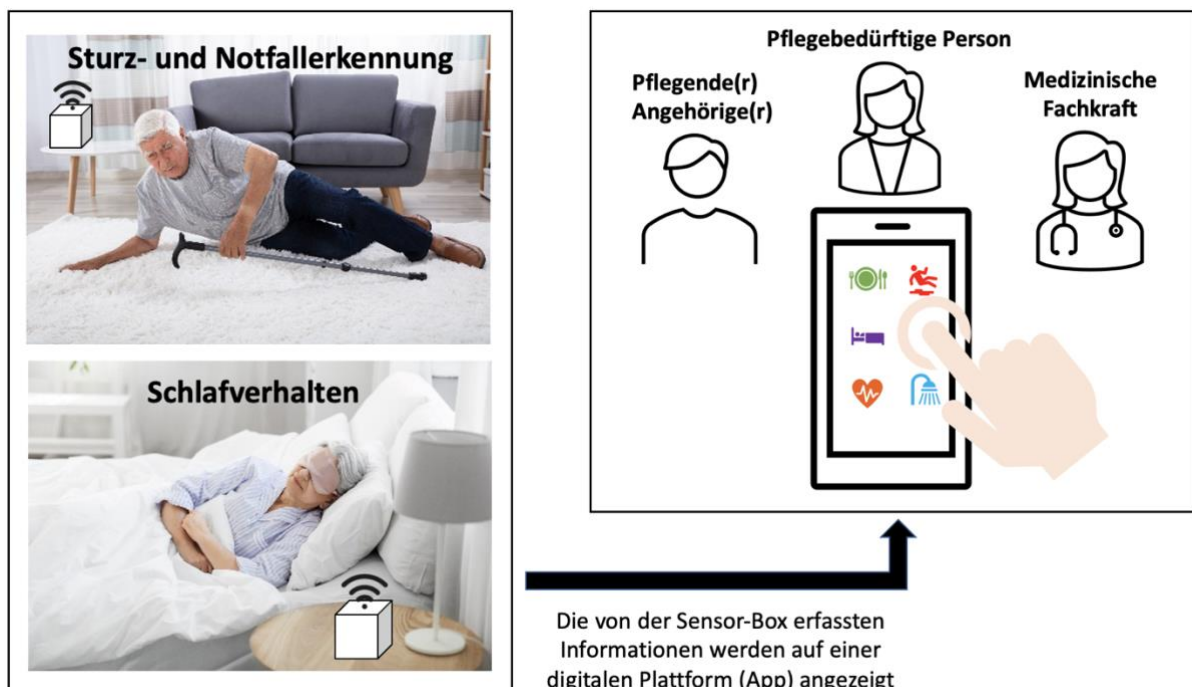 Sturz- und Notfallerkennung
Schlafverhalten
Pflegebedürftige Person
Pflegende(r)
Angehörige(r)
Medizinische
Fachkraft
Die von der Sensor-Box erfassten
Informationen werden auf einer
digitalen Plattform (App) angezeigt